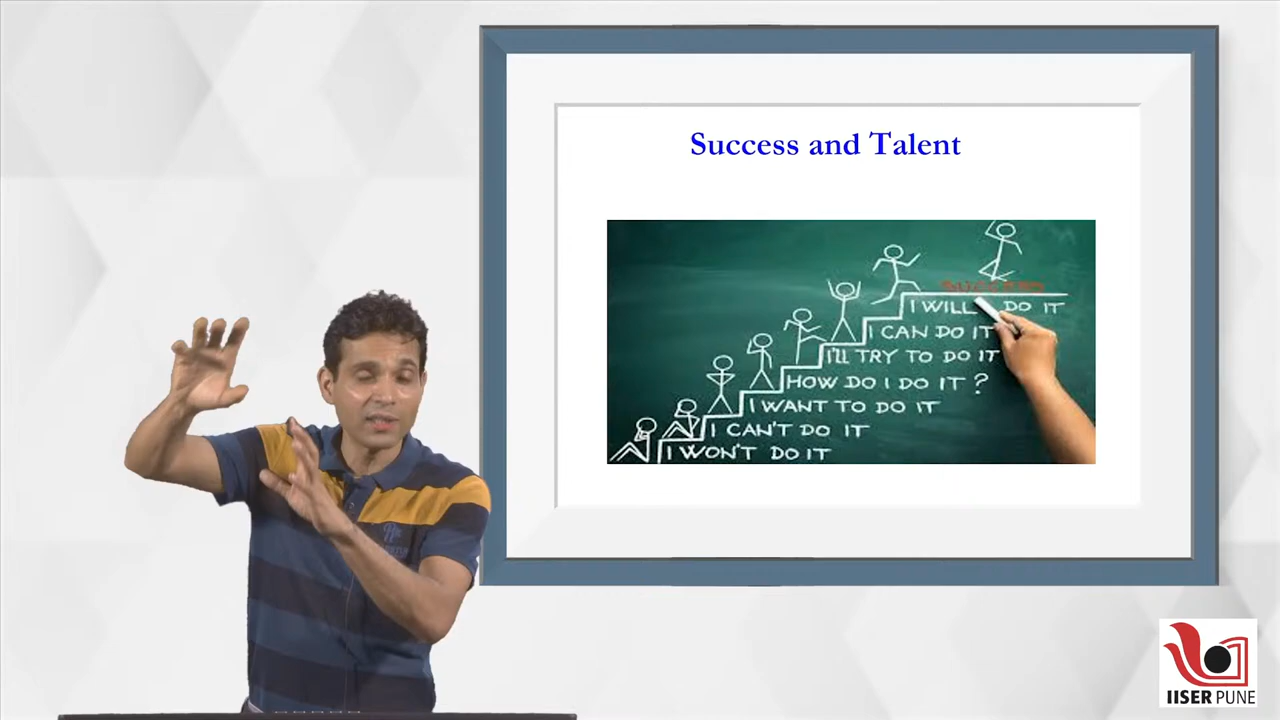 Success and Talent
SUCCESS
I WILL DO IT
I CAN DO IT
I'll TRY TO DO IT
HOW DO I DO IT?
I WANT TO DO IT
I CAN'T DO IT
I WON'T DO IT
IISER PUNE